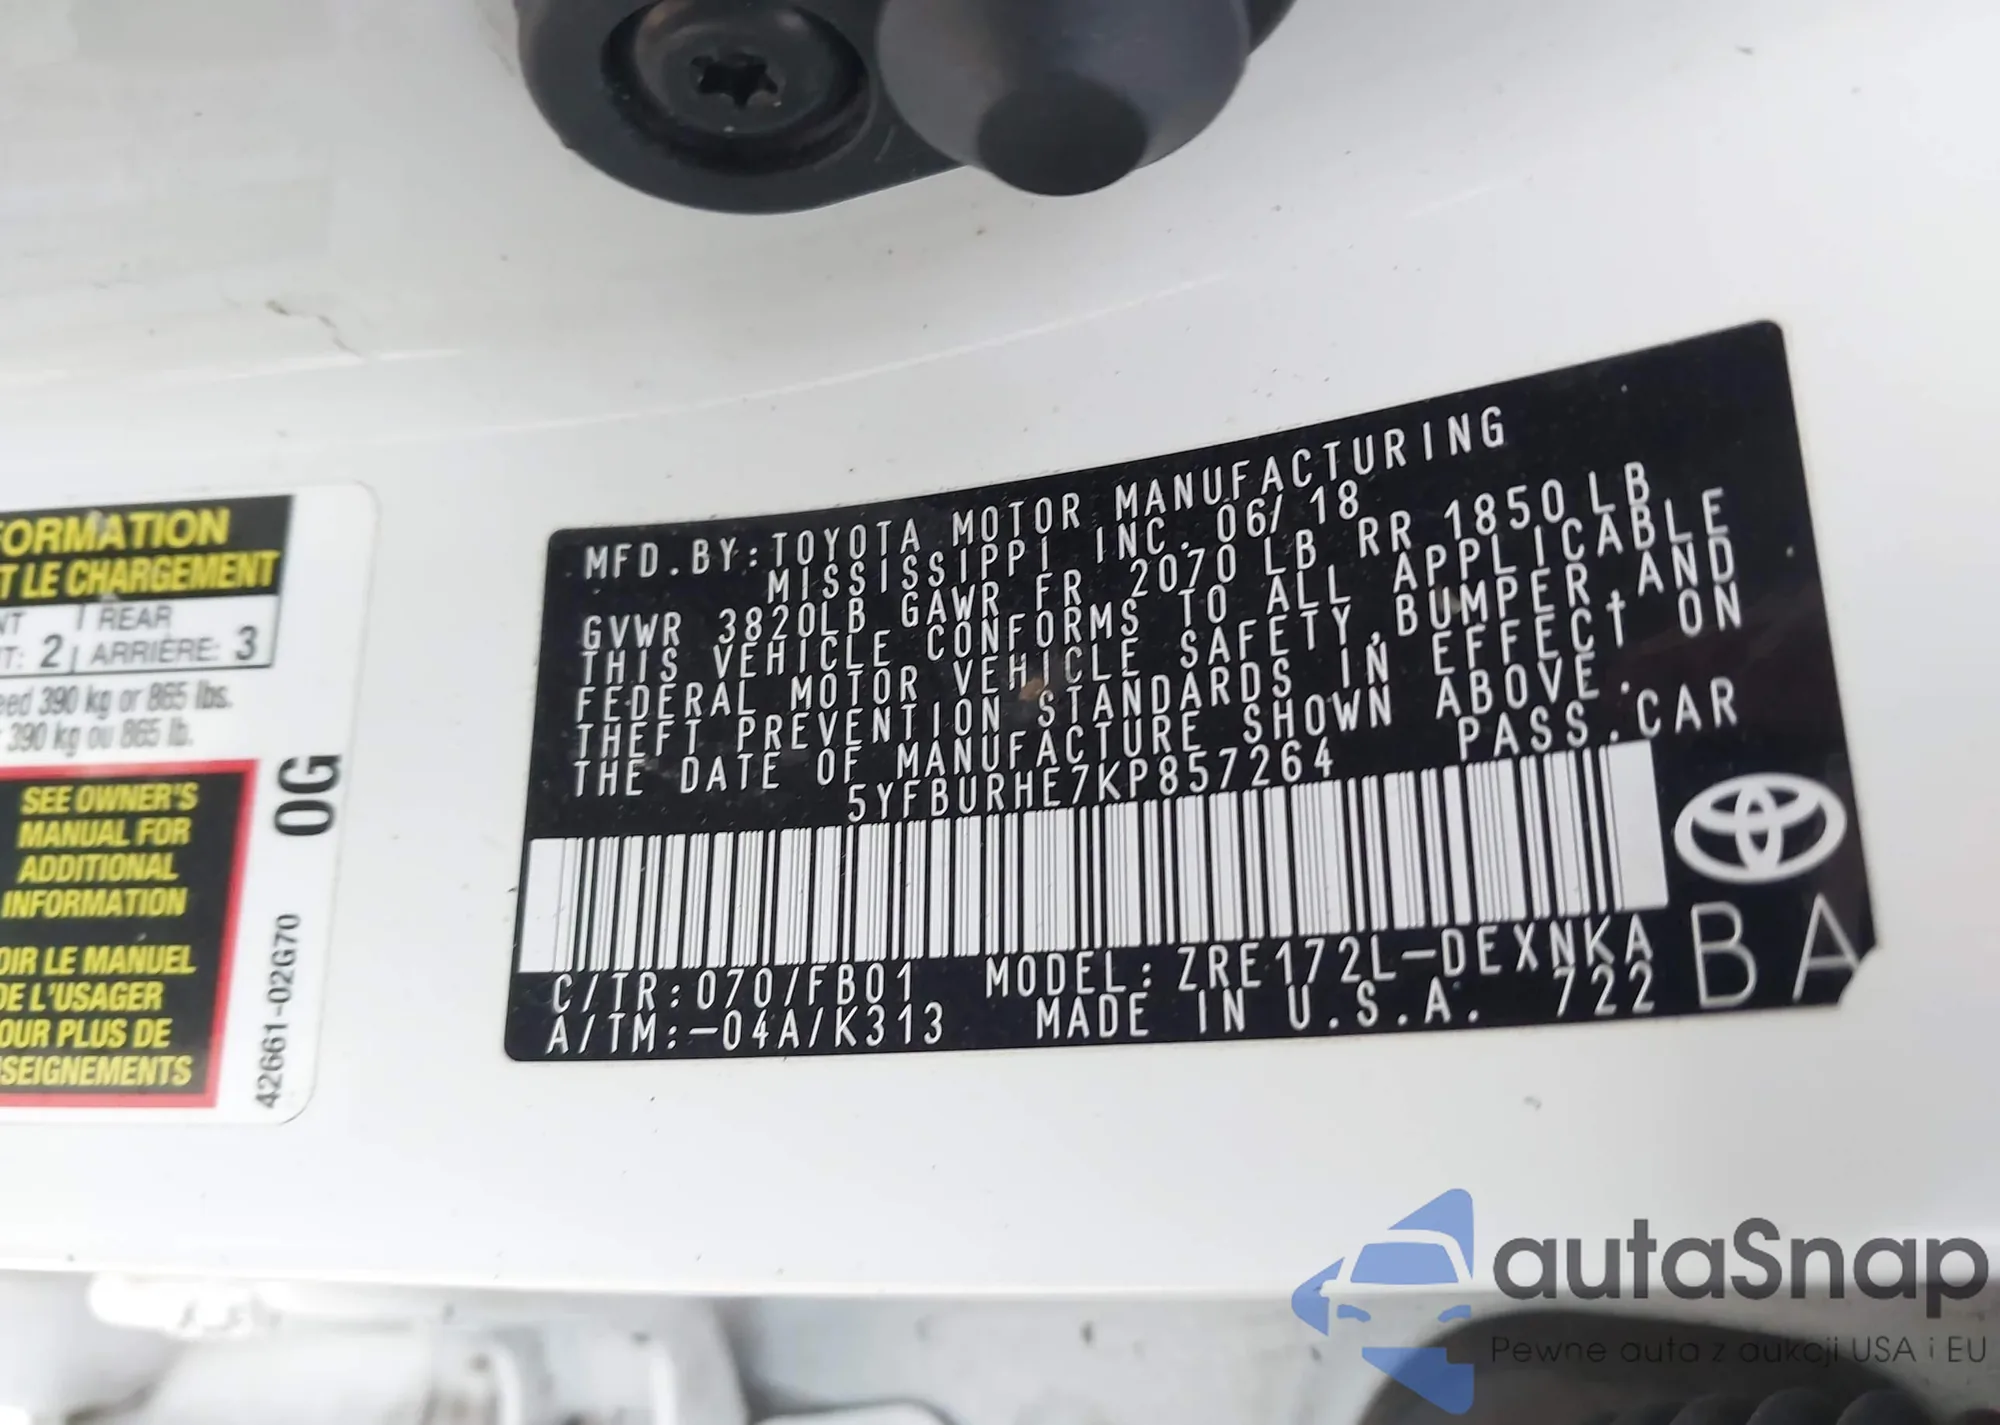 FORMATION
T LE CHARGEMENT
NT REAR
T: 2 ARRIÈRE: 3
eed 390 kg or 865 lbs.
390 kg ou 865 lb.
SEE OWNER'S
MANUAL FOR
ADDITIONAL
INFORMATION
OIR LE MANUEL
DE L'USAGER
OUR PLUS DE
SEIGNEMENTS
0G
42661-02G70
MFD.BY:TOYOTA MOTOR MANUFACTURING
MISSISSIPPI INC. 06/18
GVWR 3820LB GAWR FR 2070 LB RR 1850 LB
THIS VEHICLE CONFORMS TO ALL APPLICABLE
FEDERAL MOTOR VEHICLE SAFETY,BUMPER,AND
THEFT PREVENTION STANDARDS IN EFFECT ON
THE DATE OF MANUFACTURE SHOWN ABOVE.
5YFBURHE7KP857264 PASS.CAR
C/TR:070/FB01 MODEL:ZRE172L-DEXNKA
A/TM:-04A/K313 MADE IN U.S.A. 722
BA
autaSnap
Pewne auta z aukcji USA i EU